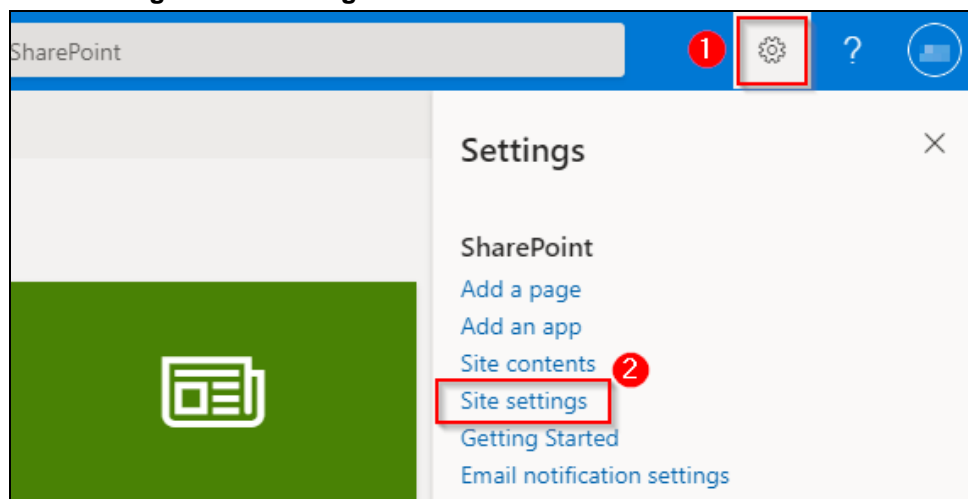 SharePoint
1
?
Settings
SharePoint
Add a page
Add an app
Site contents
2
Site settings
Getting Started
Email notification settings